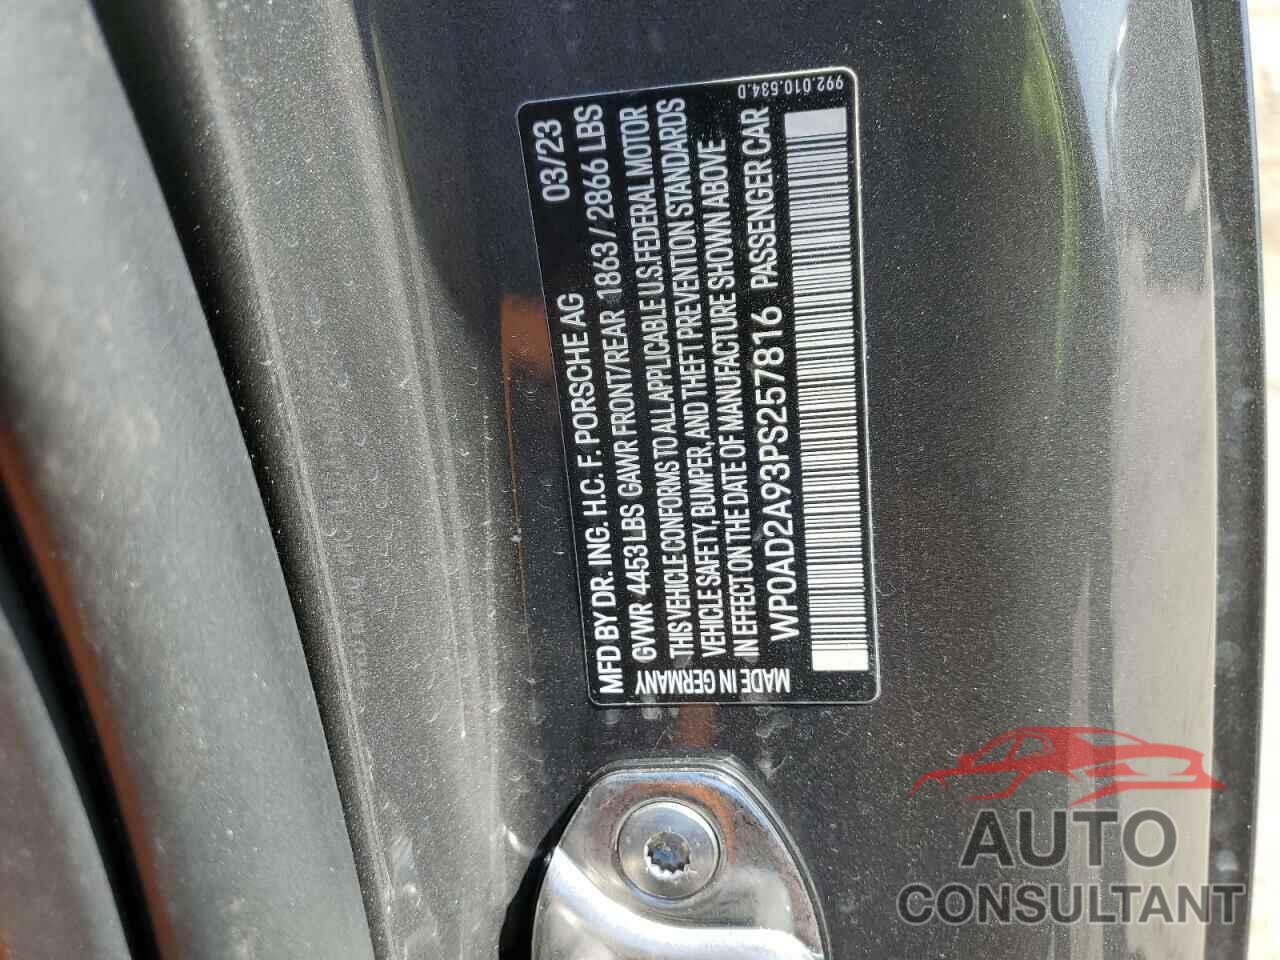 MFD BY DR. ING. H.C. F. PORSCHE AG 03/23
GVWR 4453 LBS GAWR FRONT/REAR 1863/2866 LBS
THIS VEHICLE CONFORMS TO ALL APPLICABLE U.S. FEDERAL MOTOR
VEHICLE SAFETY, BUMPER, AND THEFT PREVENTION STANDARDS
IN EFFECT ON THE DATE OF MANUFACTURE SHOWN ABOVE
WP0AD2A93PS257816 PASSENGER CAR
MADE IN GERMANY
992.010.534.D
AUTO
CONSULTANT